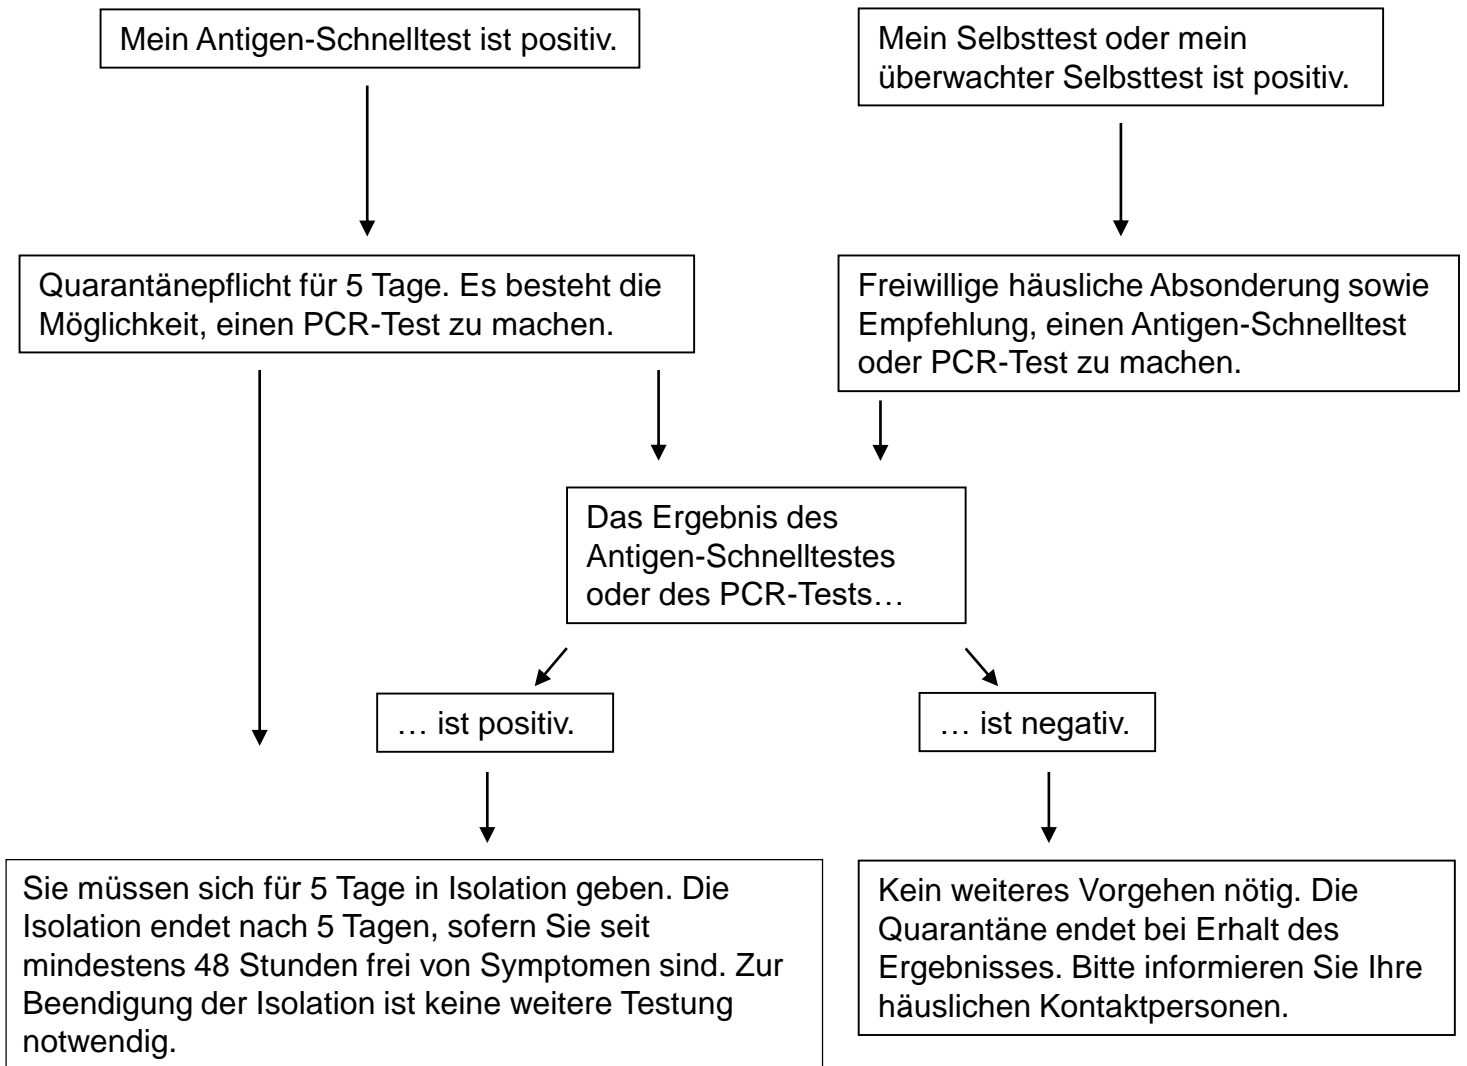 Mein Antigen-Schnelltest ist positiv.
Mein Selbsttest oder mein
überwachter Selbsttest ist positiv.
Quarantänepflicht für 5 Tage. Es besteht die
Möglichkeit, einen PCR-Test zu machen.
Freiwillige häusliche Absonderung sowie
Empfehlung, einen Antigen-Schnelltest
oder PCR-Test zu machen.
Das Ergebnis des
Antigen-Schnelltestes
oder des PCR-Tests…
… ist positiv.
… ist negativ.
Sie müssen sich für 5 Tage in Isolation geben. Die
Isolation endet nach 5 Tagen, sofern Sie seit
mindestens 48 Stunden frei von Symptomen sind. Zur
Beendigung der Isolation ist keine weitere Testung
notwendig.
Kein weiteres Vorgehen nötig. Die
Quarantäne endet bei Erhalt des
Ergebnisses. Bitte informieren Sie Ihre
häuslichen Kontaktpersonen.